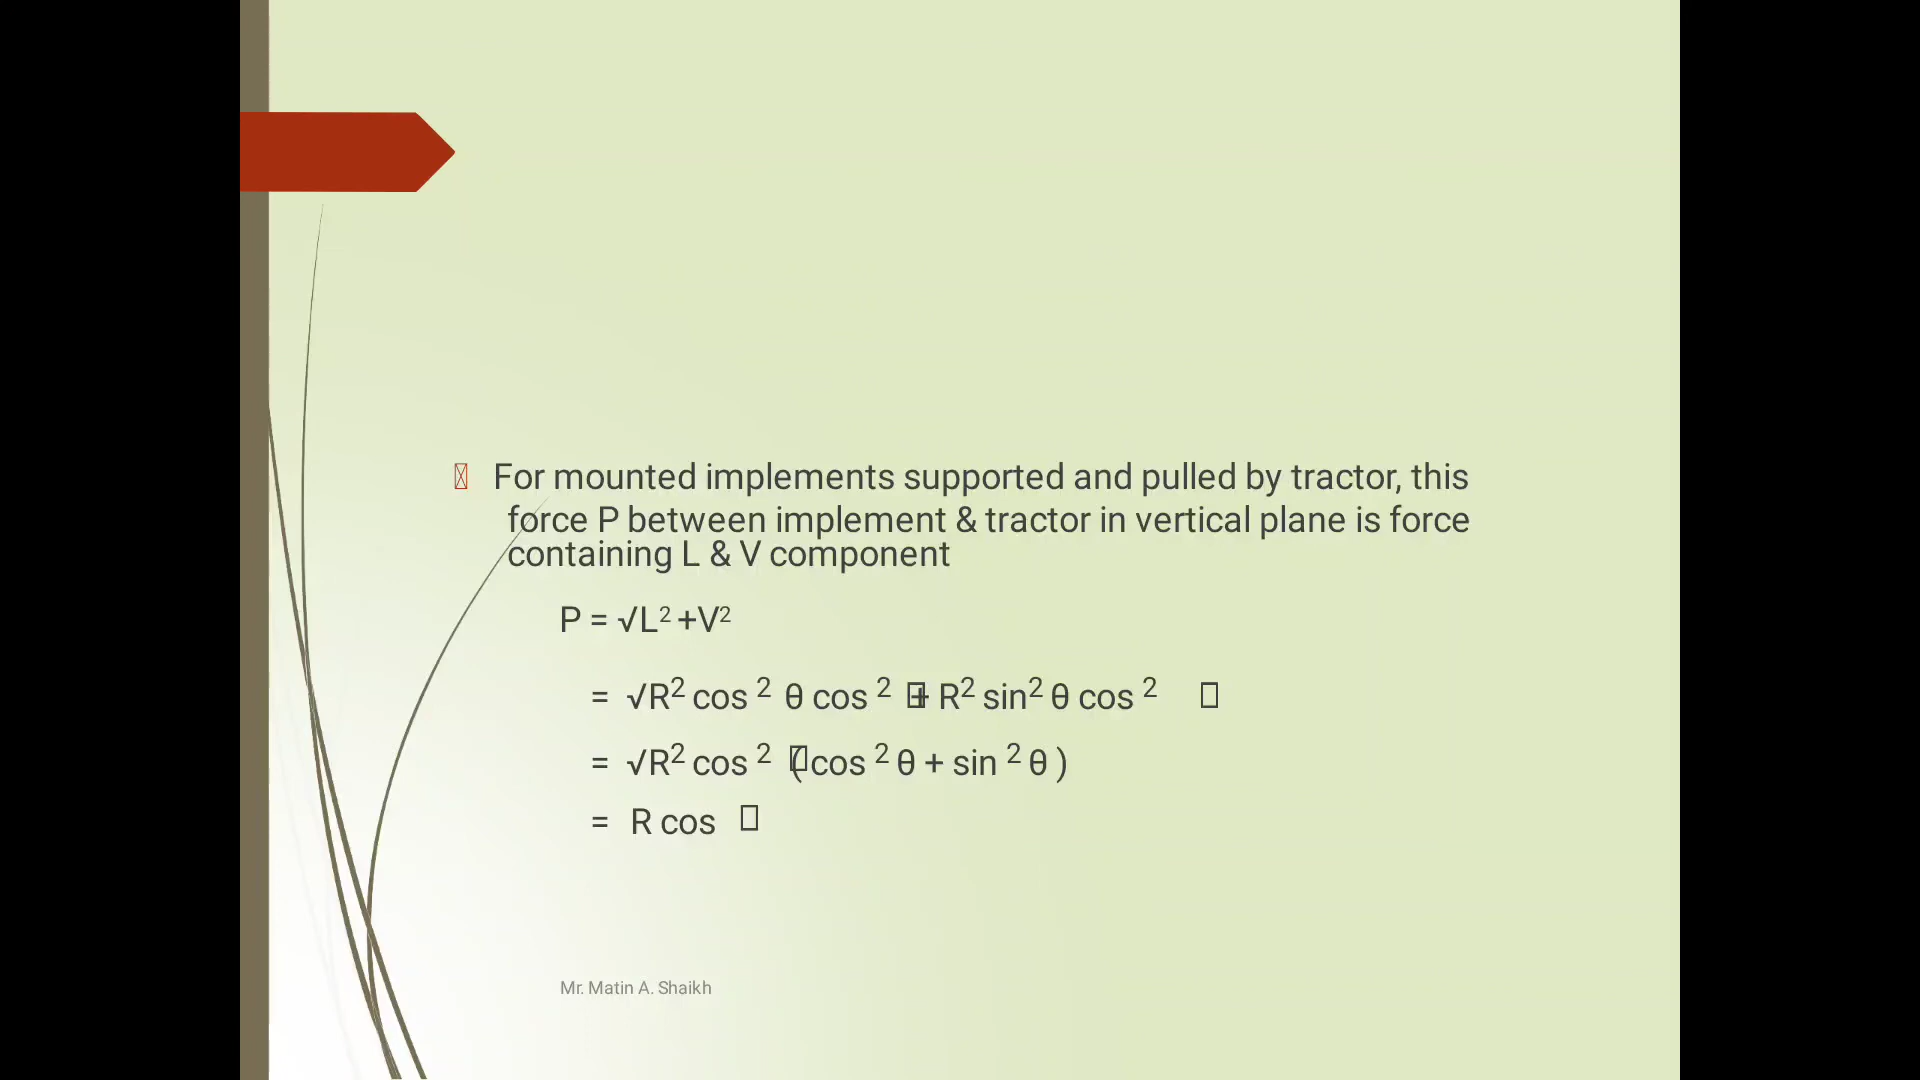 For mounted implements supported and pulled by tractor, this
force P between implement & tractor in vertical plane is force
containing L & V component
P = √L² +V²
= √R² cos ² θ cos ² + R² sin² θ cos ²
= √R² cos ² ( cos ² θ + sin ² θ )
= R cos
Mr. Matin A. Shaikh